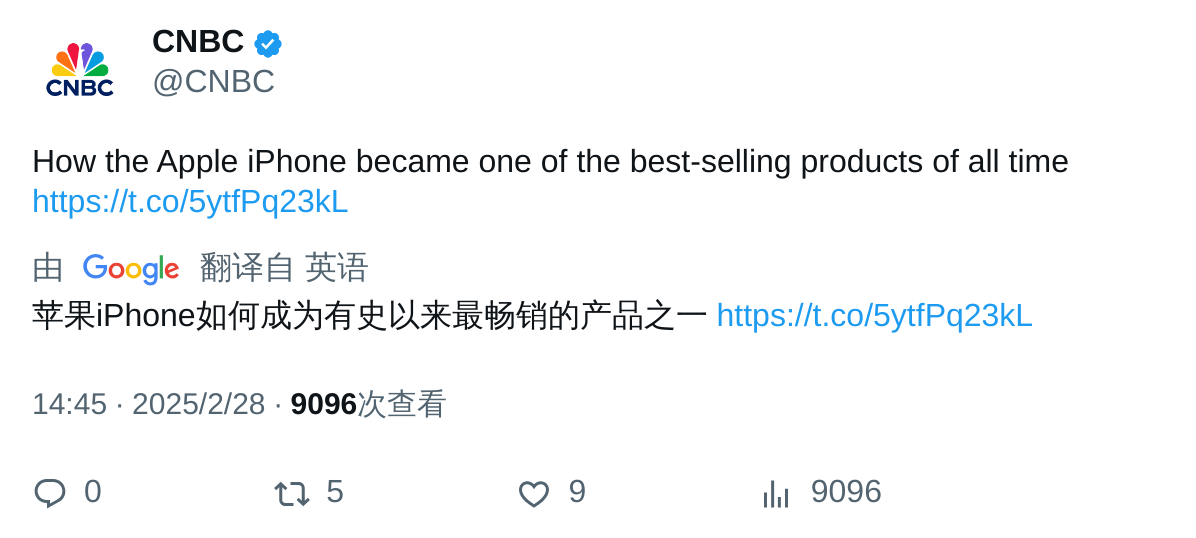 CNBC
CNBC
@CNBC
How the Apple iPhone became one of the best-selling products of all time
https://t.co/5ytfPq23kL
由 Google 翻译自 英语
苹果iPhone如何成为有史以来最畅销的产品之一 https://t.co/5ytfPq23kL
14:45 · 2025/2/28 · 9096次查看
0 5 9 9096